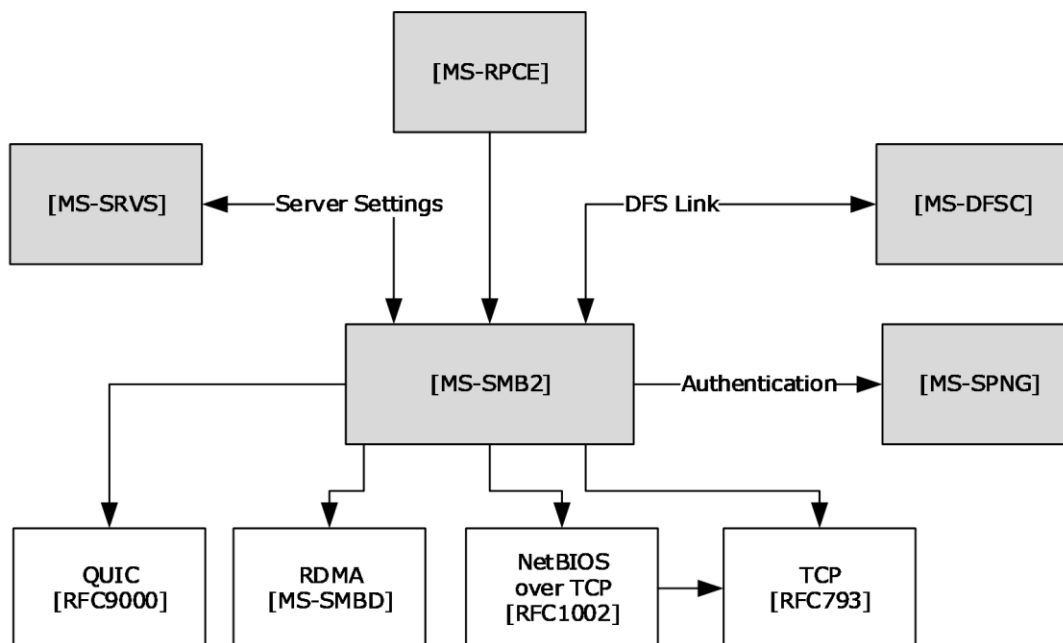 [MS-RPCE]
[MS-SRVS]
Server Settings
DFS Link
[MS-DFSC]
[MS-SMB2]
Authentication
[MS-SPNG]
QUIC
[RFC9000]
RDMA
[MS-SMBD]
NetBIOS
over TCP
[RFC1002]
TCP
[RFC793]